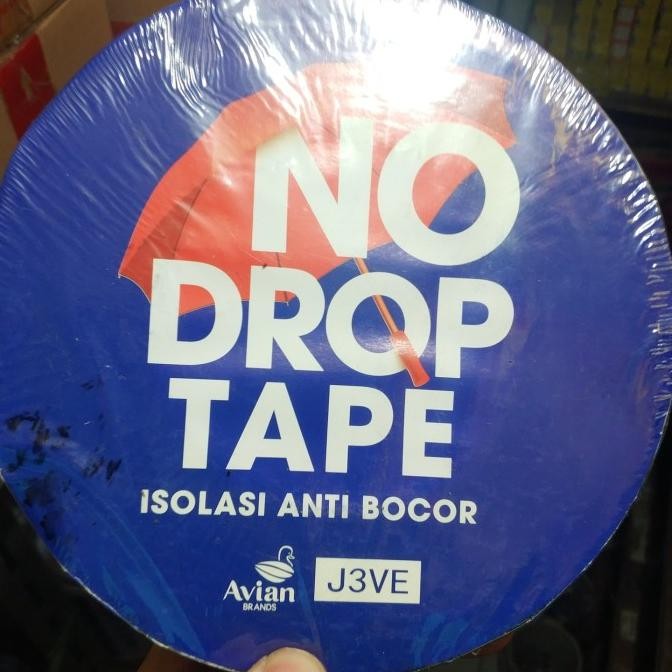 NO
DROP
TAPE
ISOLASI ANTI BOCOR
Avian
BRANDS
J3VE